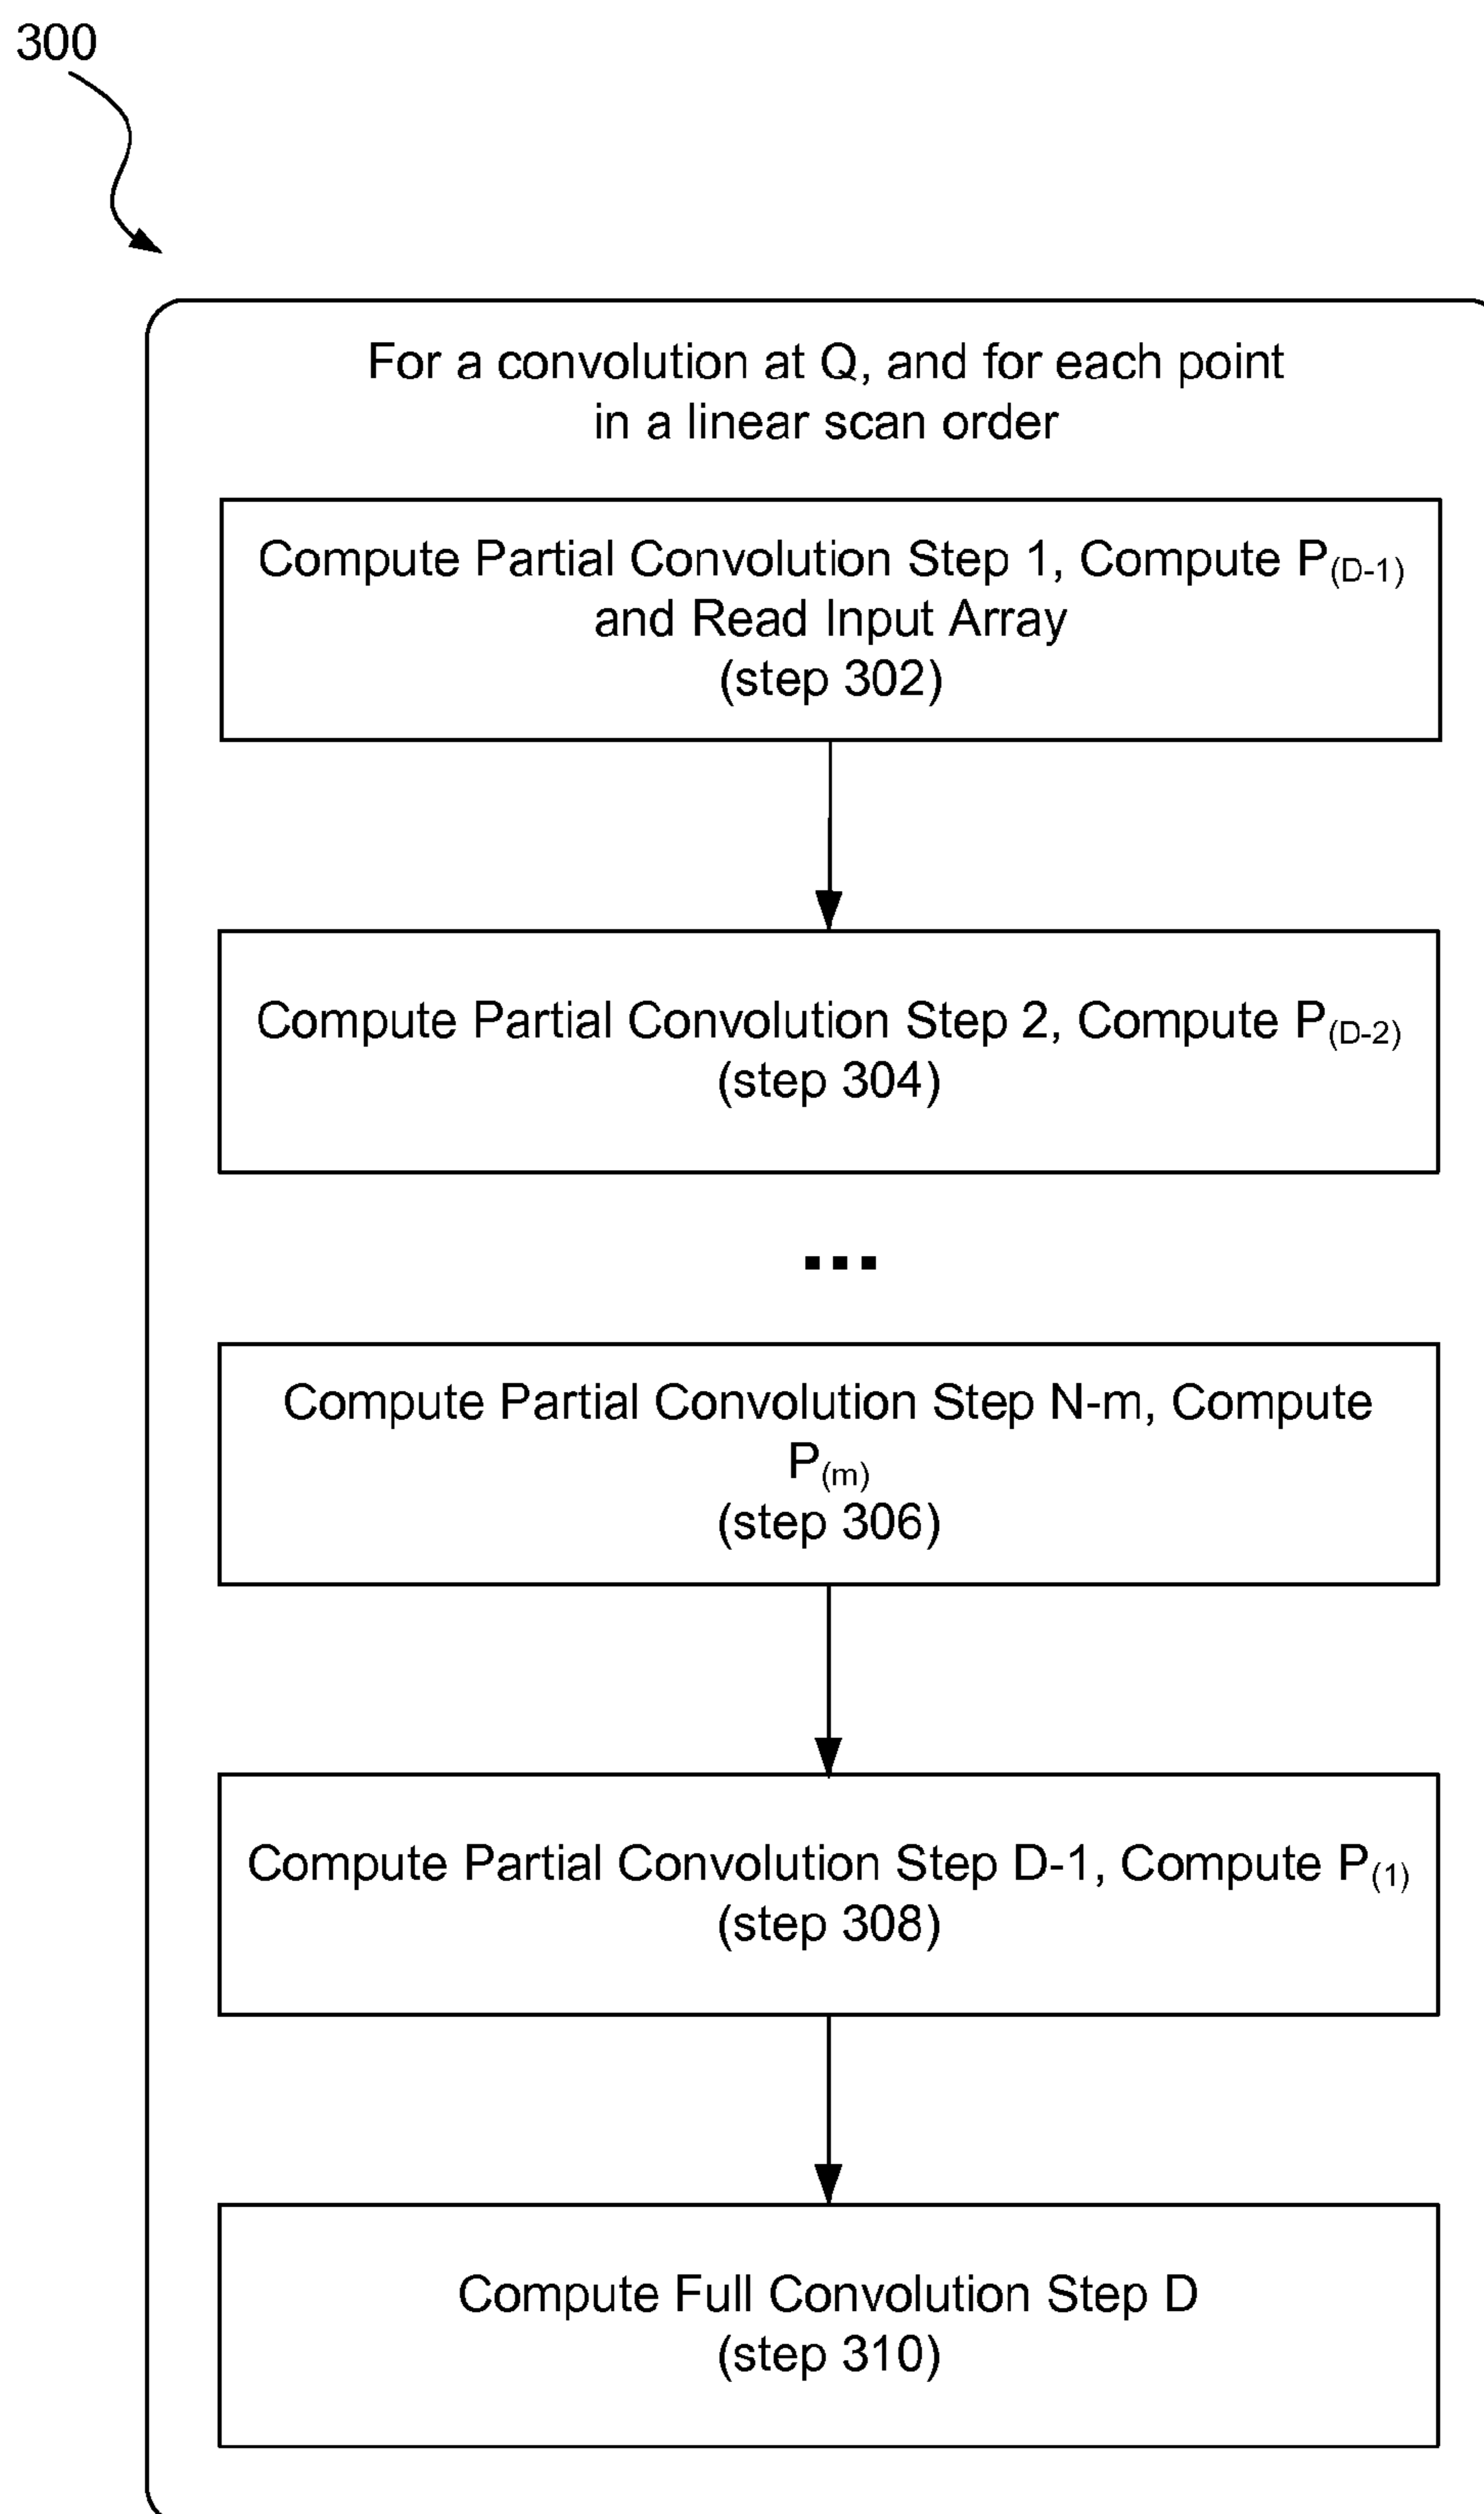 300
For a convolution at Q, and for each point
in a linear scan order
Compute Partial Convolution Step 1, Compute P(D-1)
and Read Input Array
(step 302)
Compute Partial Convolution Step 2, Compute P(D-2)
(step 304)
...
Compute Partial Convolution Step N-m, Compute
P(m)
(step 306)
Compute Partial Convolution Step D-1, Compute P(1)
(step 308)
Compute Full Convolution Step D
(step 310)